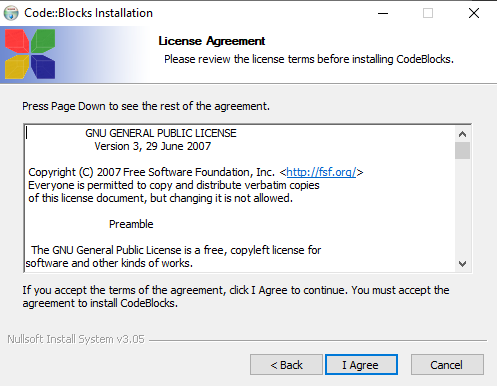 Code::Blocks Installation
License Agreement
Please review the license terms before installing CodeBlocks.
Press Page Down to see the rest of the agreement.
GNU GENERAL PUBLIC LICENSE
Version 3, 29 June 2007
Copyright (C) 2007 Free Software Foundation, Inc. <http://fsf.org/>
Everyone is permitted to copy and distribute verbatim copies
of this license document, but changing it is not allowed.
Preamble
The GNU General Public License is a free, copyleft license for
software and other kinds of works.
If you accept the terms of the agreement, click I Agree to continue. You must accept the
agreement to install CodeBlocks.
Nullsoft Install System v3.05
< Back
I Agree
Cancel